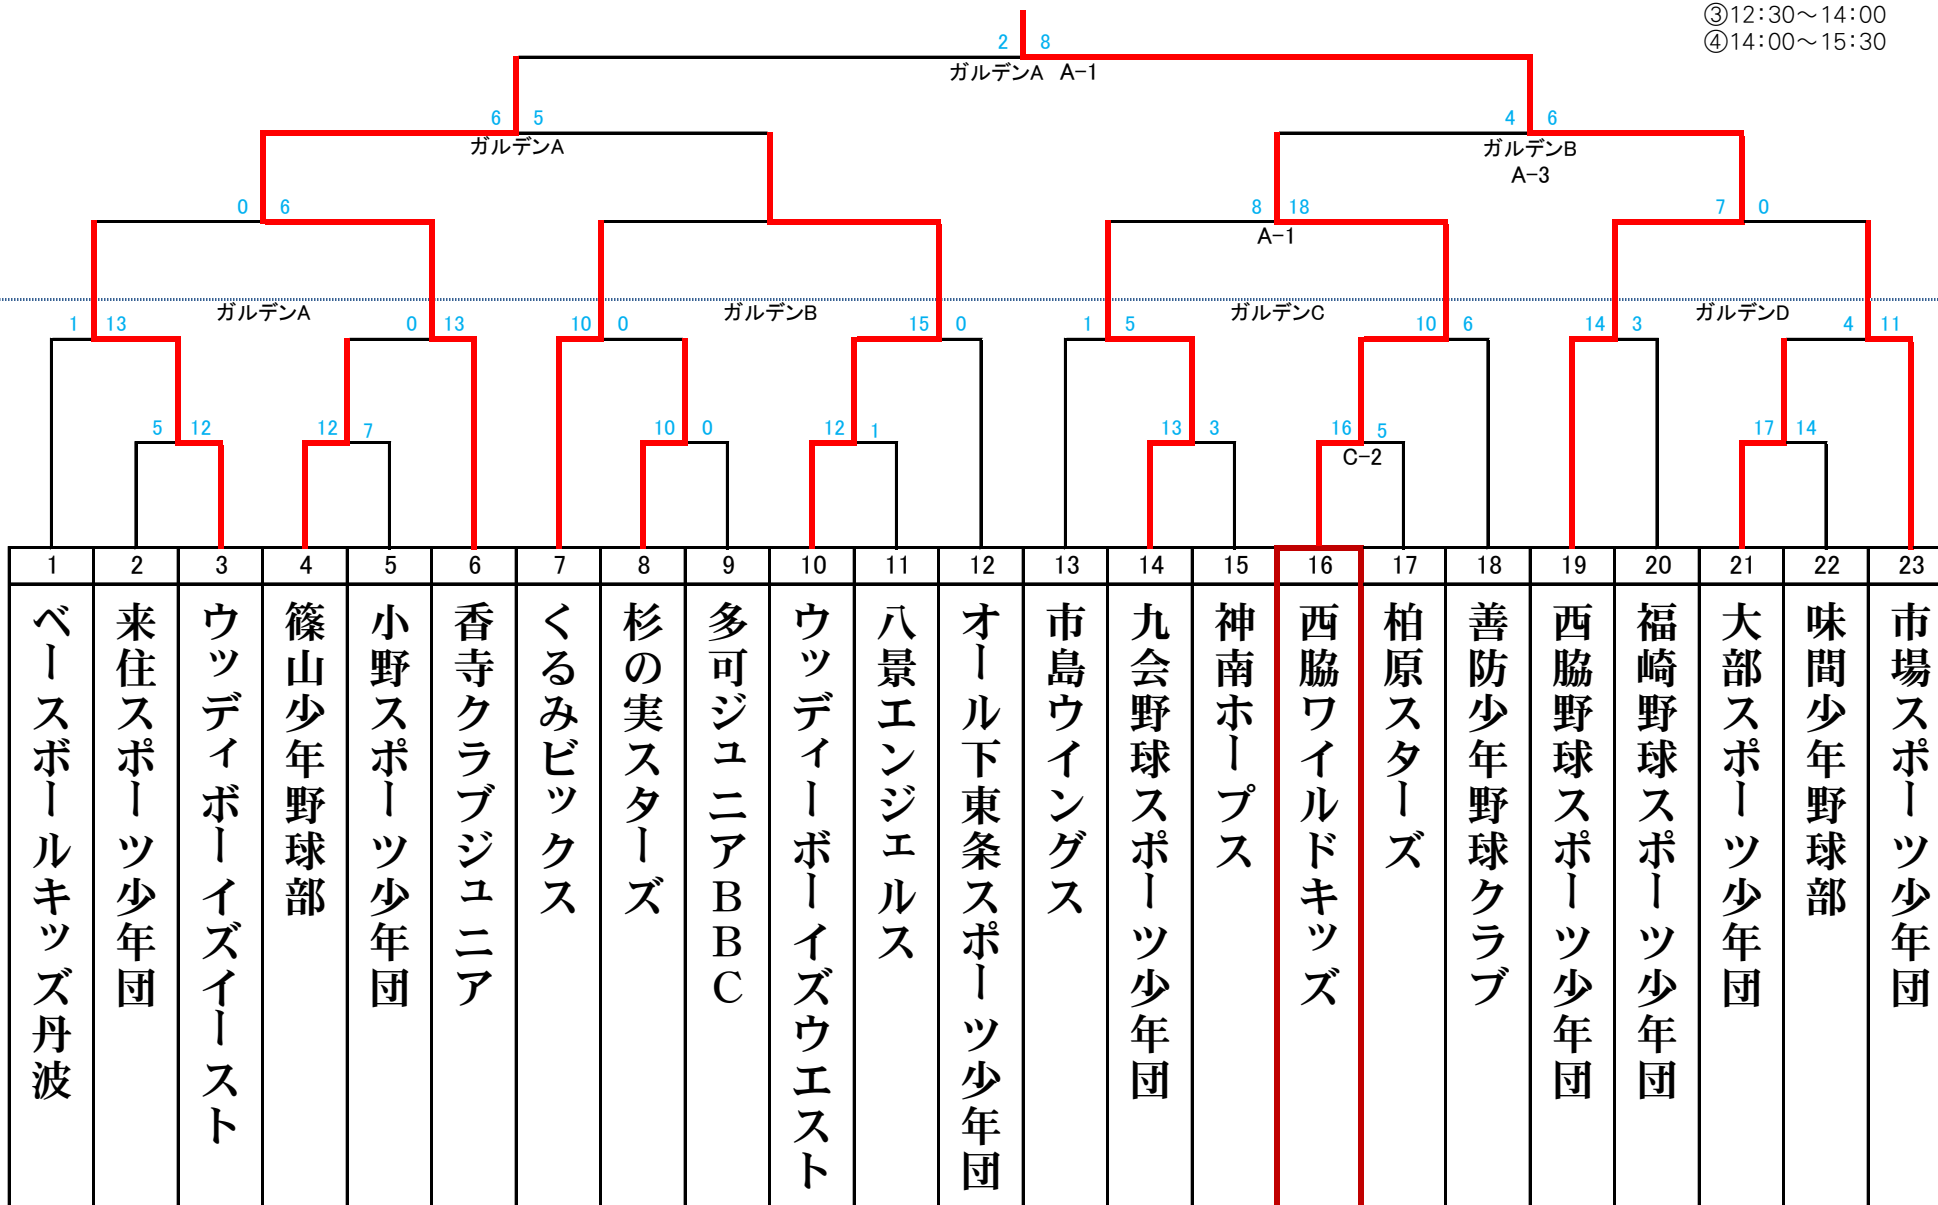 ③12:30～14:00
④14:00～15:30
2 8
ガルデンA A-1
6 5
ガルデンA
4 6
ガルデンB
A-3
0 6
8 18
A-1
7 0
ガルデンA
ガルデンB
ガルデンC
ガルデンD
1 13
0 13
10 0
15 0
1 5
10 6
14 3
4 11
5 12
12 7
10 0
12 1
13 3
16 5
C-2
17 14
1 2 3 4 5 6 7 8 9 10 11 12 13 14 15 16 17 18 19 20 21 22 23
ベースボールキッズ丹波
来住スポーツ少年団
ウッディボーイズイースト
篠山少年野球部
小野スポーツ少年団
香寺クラブジュニア
くるみビックス
杉の実スターズ
多可ジュニアBBC
ウッディーボーイズウエスト
八景エンジェルス
オール下東条スポーツ少年団
市島ウイングス
九会野球スポーツ少年団
神南ホープス
西脇ワイルドキッズ
柏原スターズ
善防少年野球クラブ
西脇野球スポーツ少年団
福崎野球スポーツ少年団
大部スポーツ少年団
味間少年野球部
市場スポーツ少年団